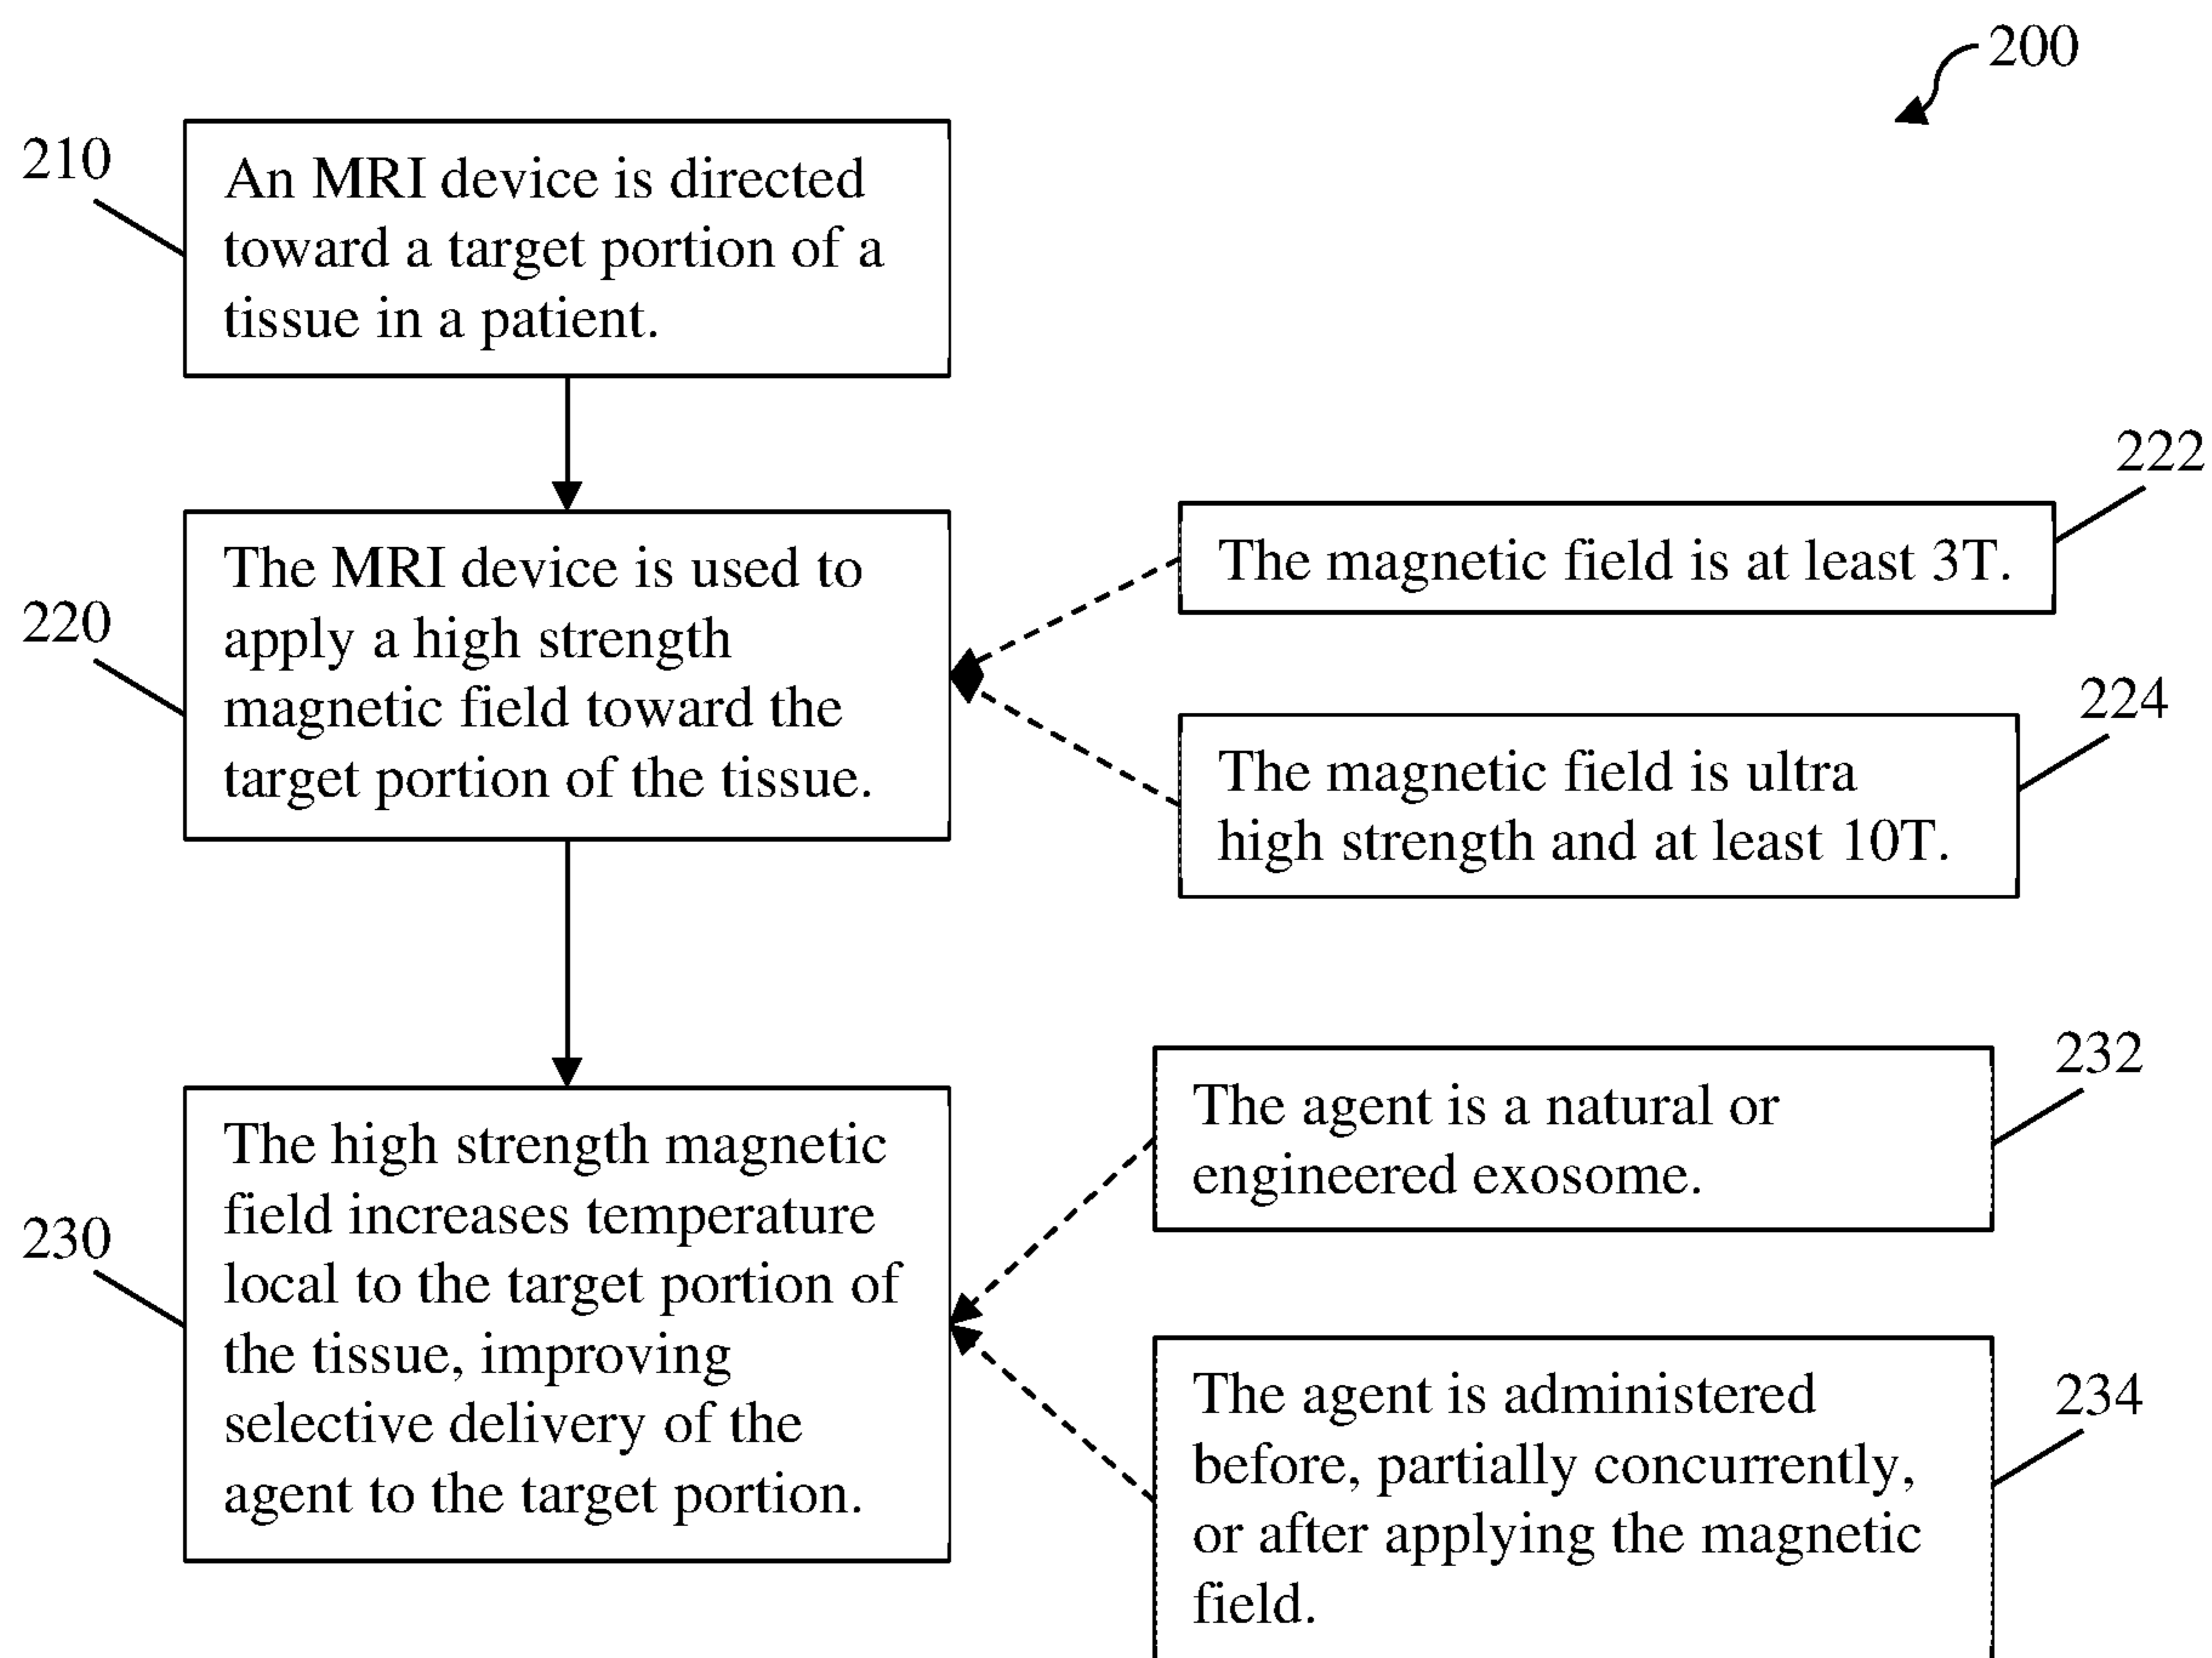 200
210
An MRI device is directed
toward a target portion of a
tissue in a patient.
220
The MRI device is used to
apply a high strength
magnetic field toward the
target portion of the tissue.
222
The magnetic field is at least 3T.
224
The magnetic field is ultra
high strength and at least 10T.
230
The high strength magnetic
field increases temperature
local to the target portion of
the tissue, improving
selective delivery of the
agent to the target portion.
232
The agent is a natural or
engineered exosome.
234
The agent is administered
before, partially concurrently,
or after applying the magnetic
field.